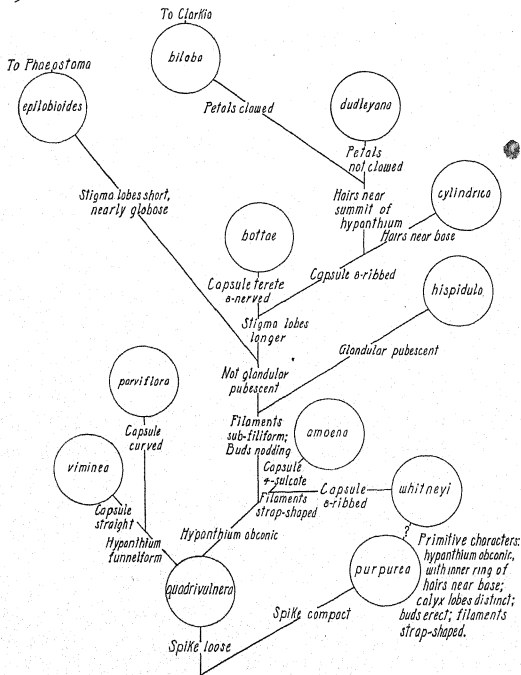 To Clarkia
biloba
To Phaeostoma
epilobioides
Petals clawed
dudleyana
Petals
not clawed
Stigma lobes short,
nearly globose
Hairs near
summit of
hypanthium
cylindrica
Hairs near base
bottae
Capsule terete
8-nerved
Capsule 8-ribbed
Stigma lobes
longer
hispidula
Glandular pubescent
Not glandular
pubescent
parviflora
Capsule
curved
Filaments
sub-filiform;
Buds nodding
amoena
Capsule
4-sulcate
viminea
Capsule
straight
Filaments
strap-shaped
Capsule
8-ribbed
whitneyi
Hypanthium
funnelform
Hypanthium obconic
?
quadrivulnera
purpurea
Primitive characters:
hypanthium obconic,
with inner ring of
hairs near base;
calyx lobes distinct;
buds erect; filaments
strap-shaped.
Spike compact
Spike loose